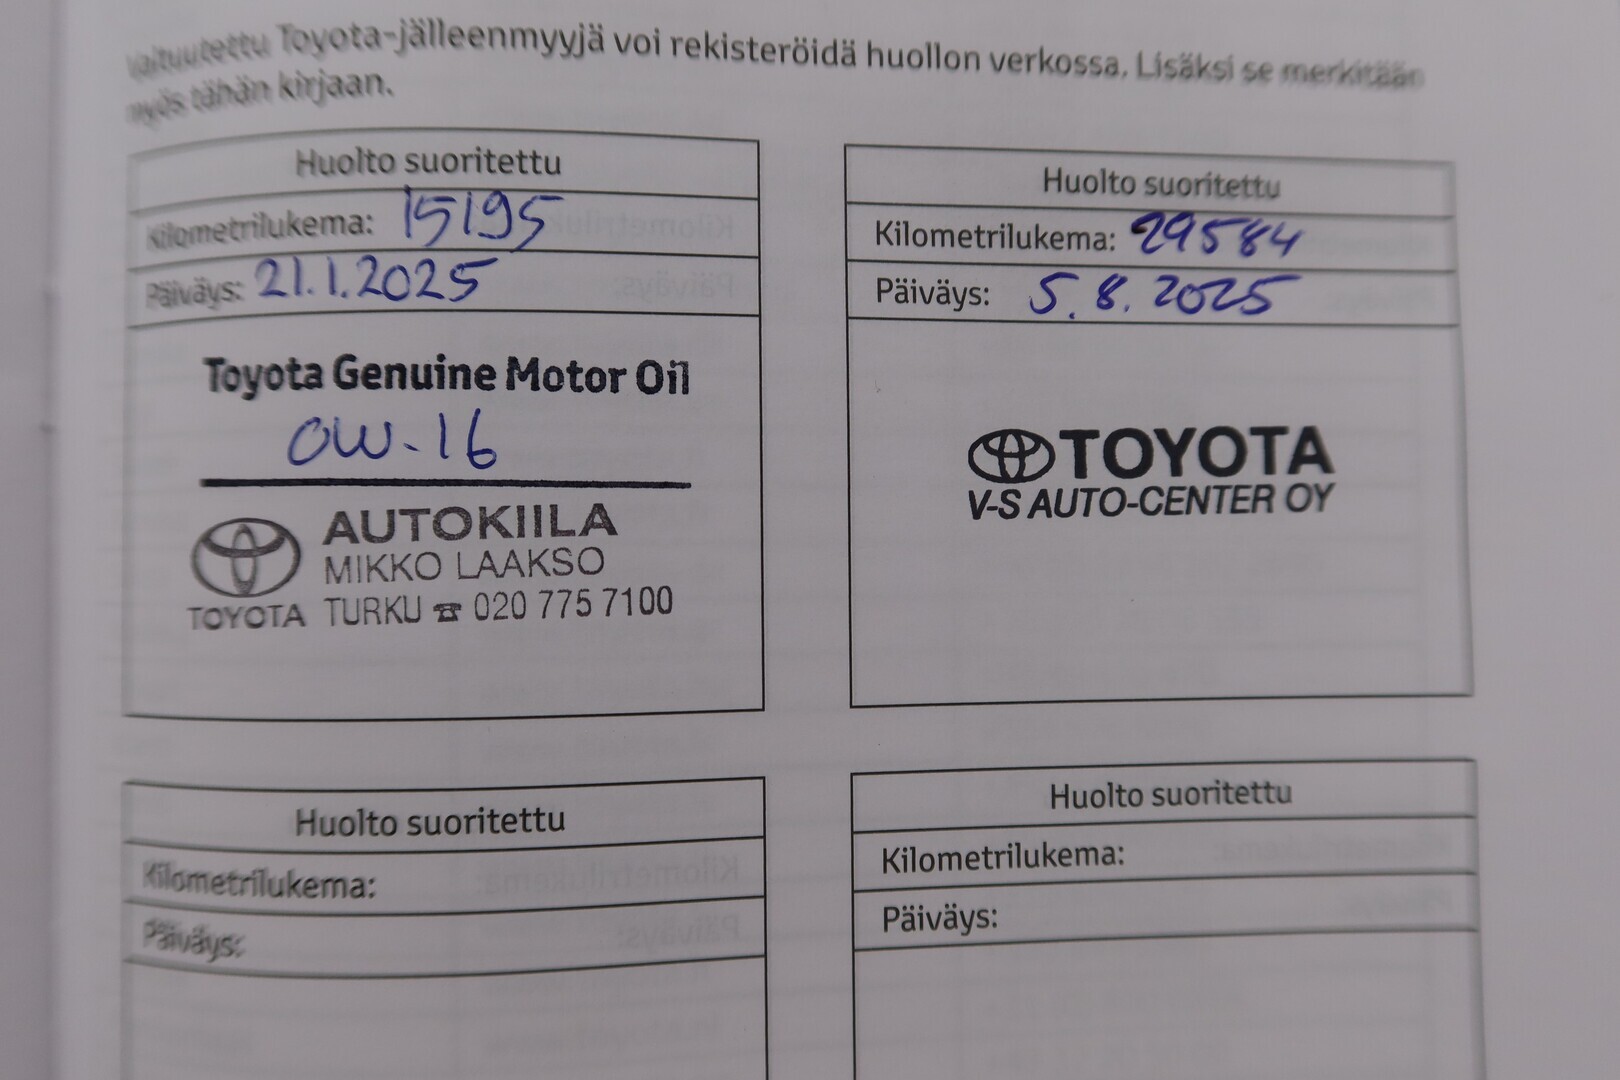 Valtuutettu Toyota-jälleenmyyjä voi rekisteröidä huollon verkossa. Lisäksi se merkitään
myös tähän kirjaan.
Huolto suoritettu
Kilometrilukema: 15195
Päiväys: 21.1.2025
Toyota Genuine Motor Oil
0W-16
AUTOKIILA
MIKKO LAAKSO
TOYOTA TURKU ☎ 020 775 7100
Huolto suoritettu
Kilometrilukema: 29584
Päiväys: 5.8.2025
TOYOTA
V-S AUTO-CENTER OY
Huolto suoritettu
Kilometrilukema:
Päiväys:
Huolto suoritettu
Kilometrilukema:
Päiväys: